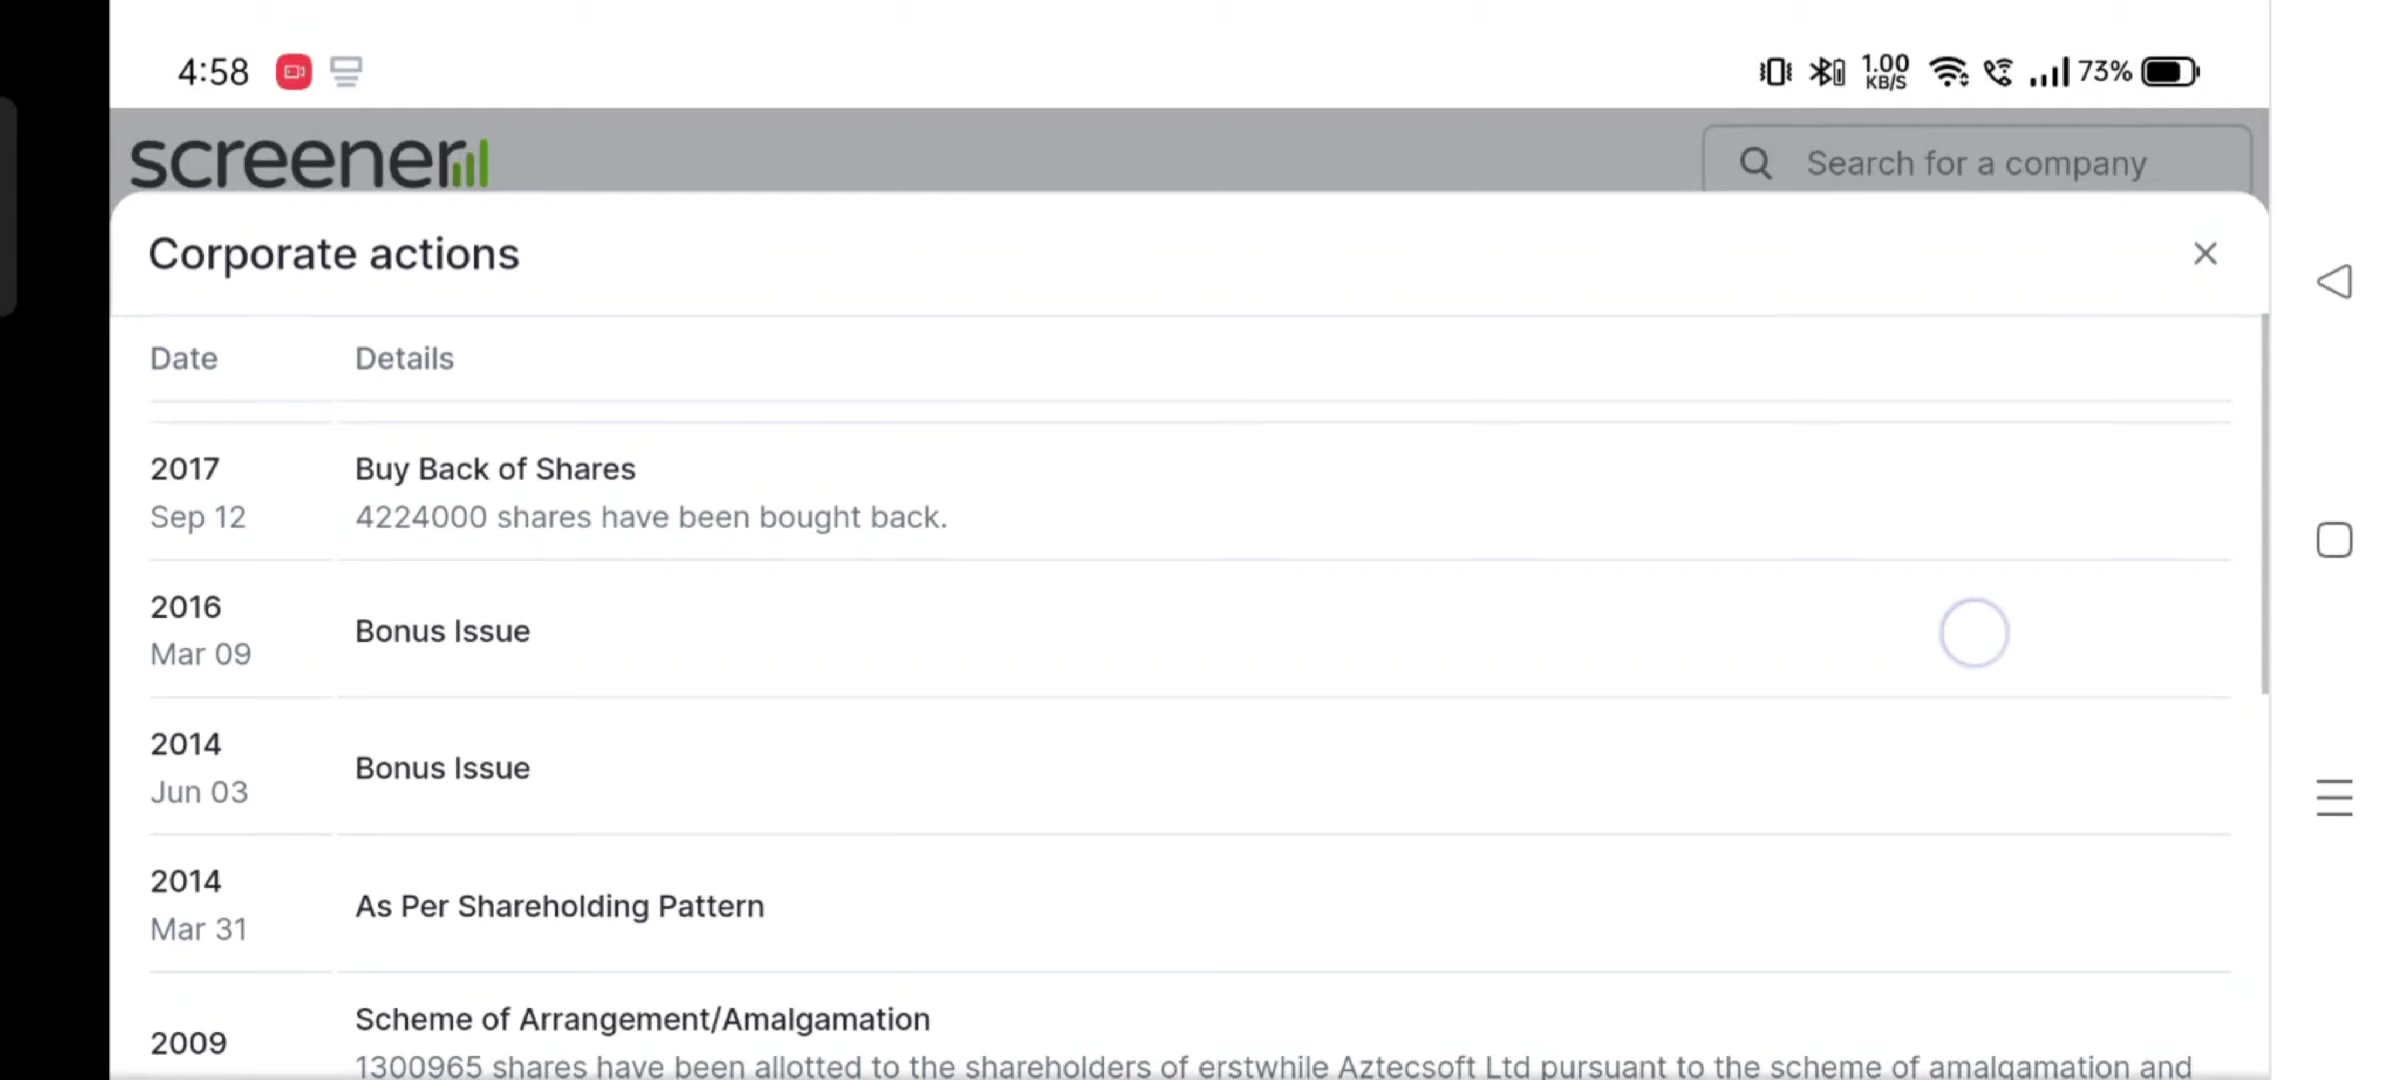 4:58
1.00 KB/S
73%
screener
Search for a company
Corporate actions
Date Details
2017 Buy Back of Shares
Sep 12 4224000 shares have been bought back.
2016
Bonus Issue
Mar 09
2014
Bonus Issue
Jun 03
2014
As Per Shareholding Pattern
Mar 31
Scheme of Arrangement/Amalgamation
2009
1300965 shares have been allotted to the shareholders of erstwhile Aztecsoft Ltd pursuant to the scheme of amalgamation and